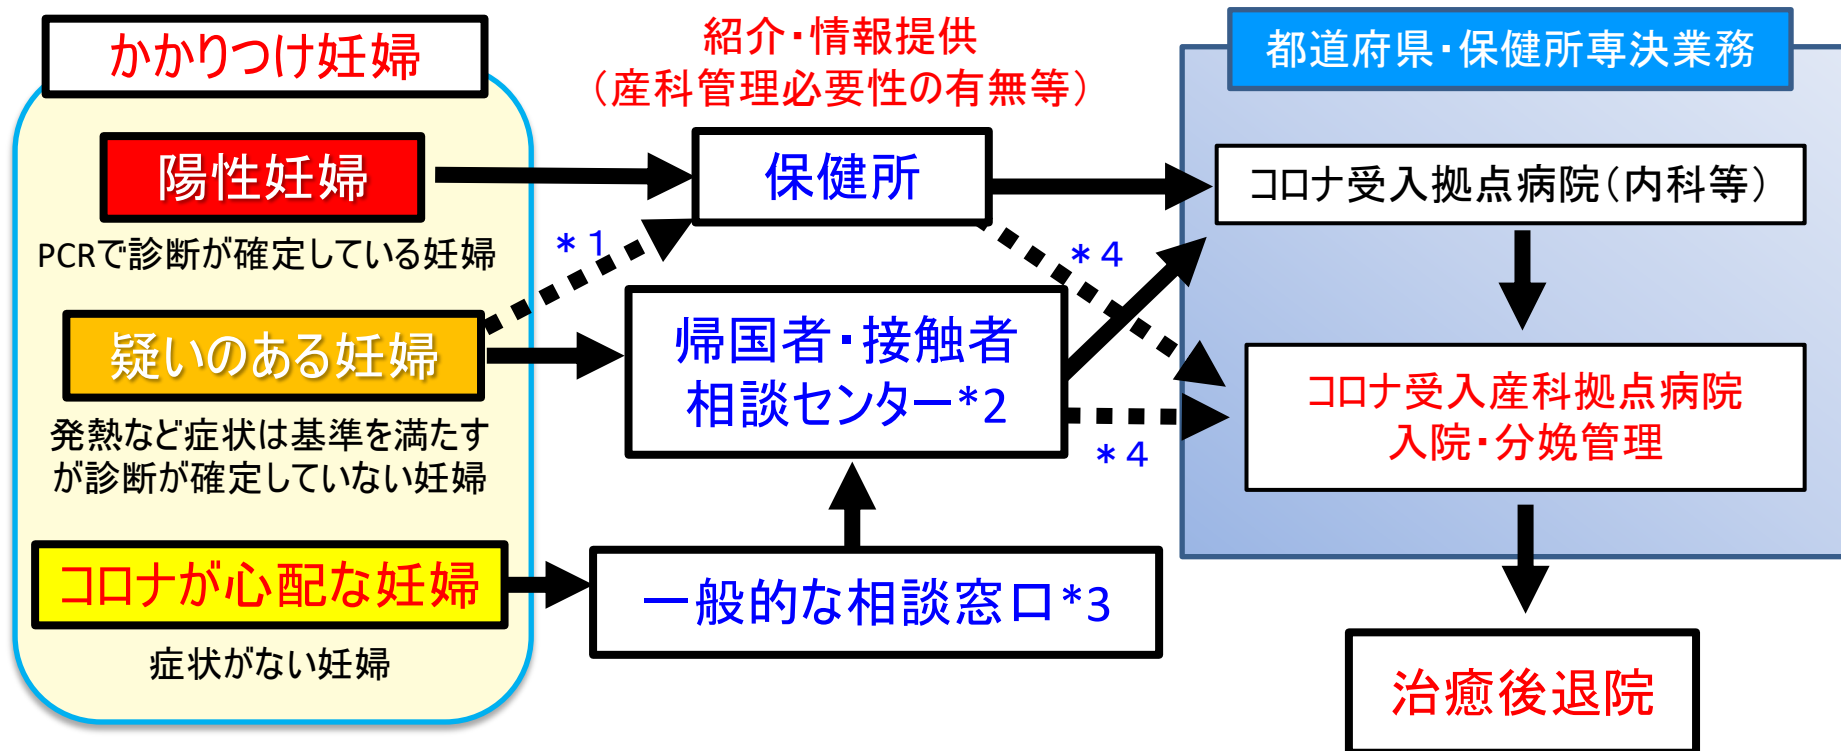 かかりつけ妊婦
紹介・情報提供
（産科管理必要性の有無等）
都道府県・保健所専決業務
陽性妊婦
PCRで診断が確定している妊婦
疑いのある妊婦
発熱など症状は基準を満たす
が診断が確定していない妊婦
コロナが心配な妊婦
症状がない妊婦
＊１
保健所
帰国者・接触者
相談センター*2
一般的な相談窓口*3
＊４
＊４
コロナ受入拠点病院（内科等）
コロナ受入産科拠点病院
入院・分娩管理
治癒後退院